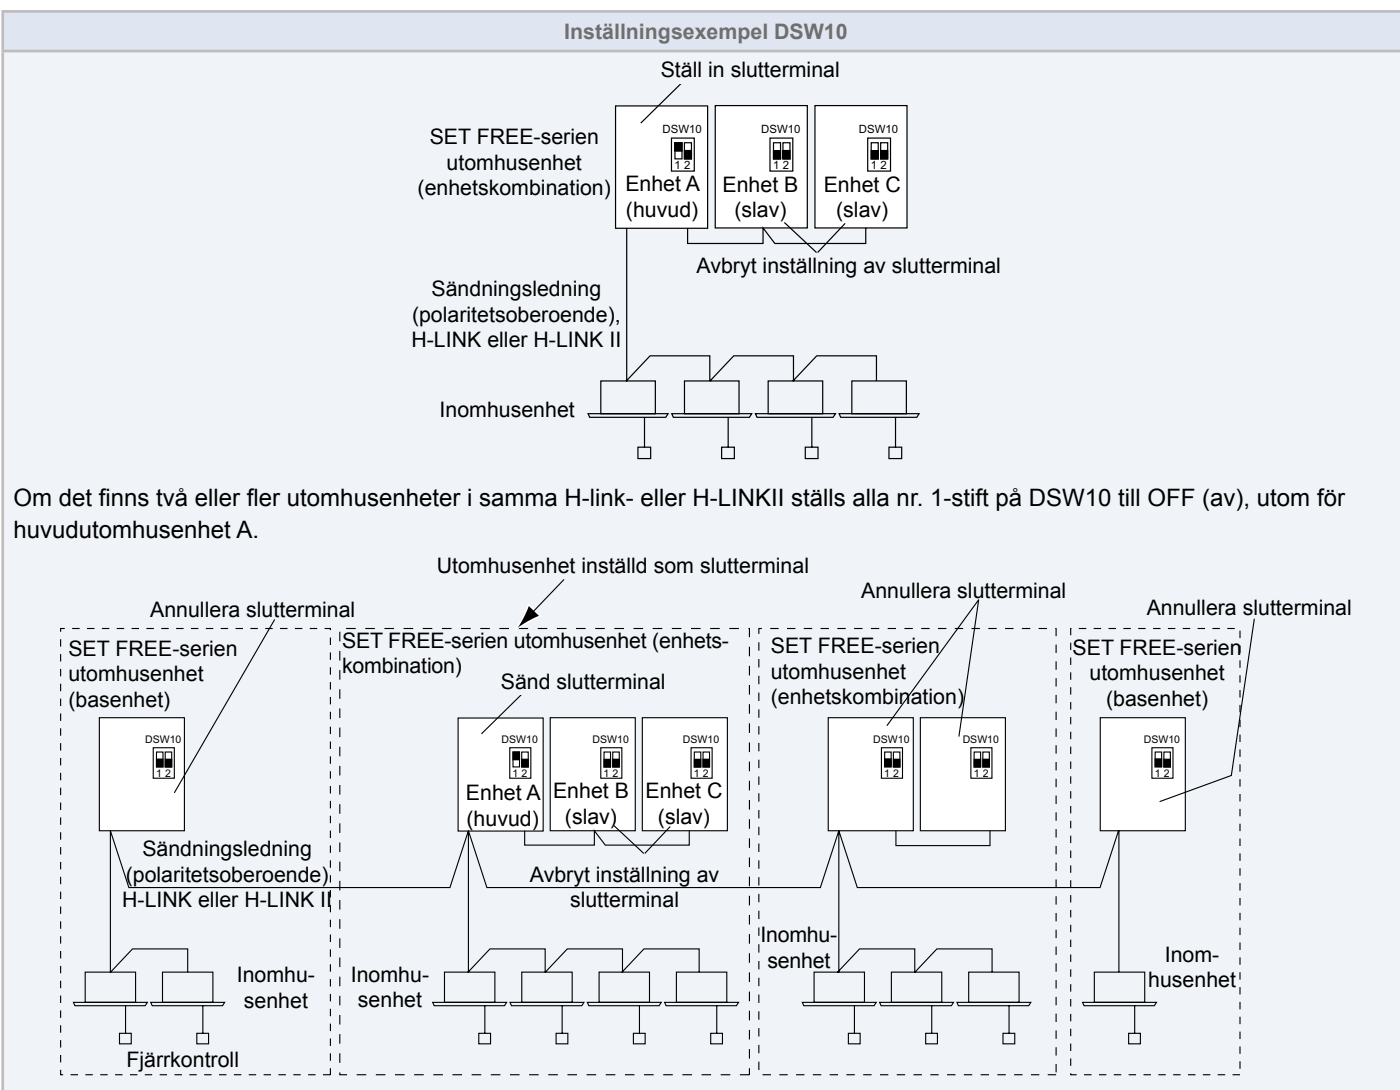 Inställningsexempel DSW10
Ställ in slutterminal
SET FREE-serien
utomhusenhet
(enhetskombination)
DSW10
1 2
Enhet A
(huvud)
DSW10
1 2
Enhet B
(slav)
DSW10
1 2
Enhet C
(slav)
Avbryt inställning av slutterminal
Sändningsledning
(polaritetsoberoende),
H-LINK eller H-LINK II
Inomhusenhet
Om det finns två eller fler utomhusenheter i samma H-link- eller H-LINKII ställs alla nr. 1-stift på DSW10 till OFF (av), utom för
huvudutomhusenhet A.
Utomhusenhet inställd som slutterminal
Annullera slutterminal
Annullera slutterminal
Annullera slutterminal
SET FREE-serien
utomhusenhet
(basenhet)
DSW10
1 2
Sändningsledning
(polaritetsoberoende)
H-LINK eller H-LINK II
Inomhu-
senhet
Fjärrkontroll
SET FREE-serien utomhusenhet (enhets-
kombination)
Sänd slutterminal
DSW10
1 2
Enhet A
(huvud)
DSW10
1 2
Enhet B
(slav)
DSW10
1 2
Enhet C
(slav)
Avbryt inställning av
slutterminal
Inomhu-
senhet
SET FREE-serien
utomhusenhet
(enhetskombination)
DSW10
1 2
DSW10
1 2
Inomhu-
senhet
SET FREE-serien
utomhusenhet
(basenhet)
DSW10
1 2
Inom-
husenhet